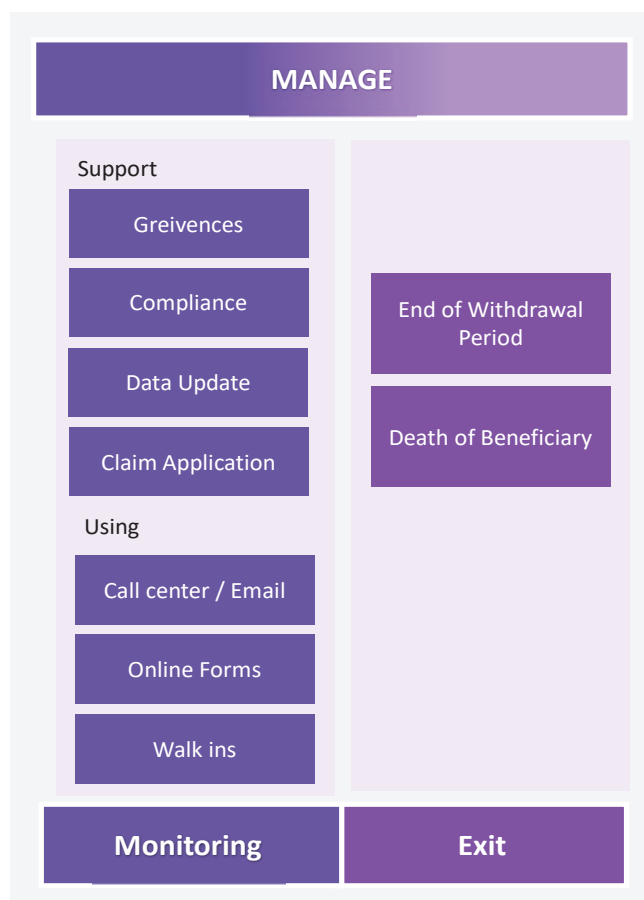 MANAGE
Support
Greivences
Compliance
Data Update
Claim Application
Using
Call center / Email
Online Forms
Walk ins
End of Withdrawal
Period
Death of Beneficiary
Monitoring
Exit